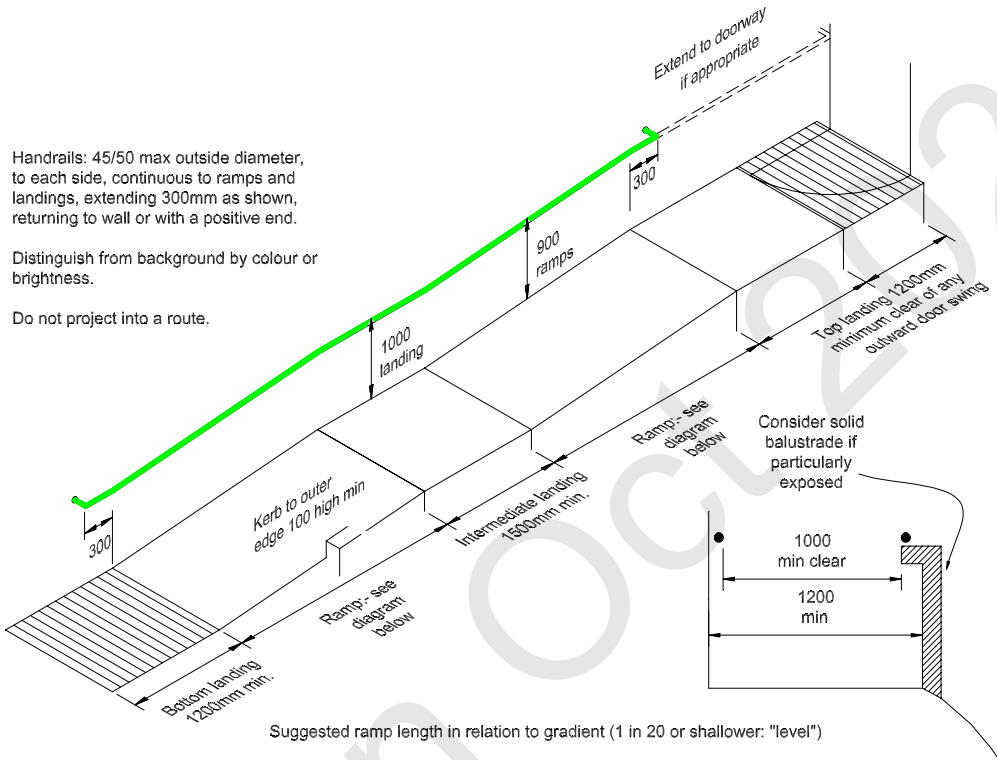 Extend to doorway
if appropriate
Handrails: 45/50 max outside diameter,
to each side, continuous to ramps and
landings, extending 300mm as shown,
returning to wall or with a positive end.
Distinguish from background by colour or
brightness.
Do not project into a route.
300
900
ramps
1000
landing
Top landing 1200mm
minimum clear of any
outward door swing
Ramp:- see
diagram
below
Intermediate landing
1500mm min.
Kerb to outer
edge 100 high min
300
Ramp:- see
diagram
below
Bottom landing
1200mm min.
Consider solid
balustrade if
particularly
exposed
1000
min clear
1200
min
Suggested ramp length in relation to gradient (1 in 20 or shallower: "level")